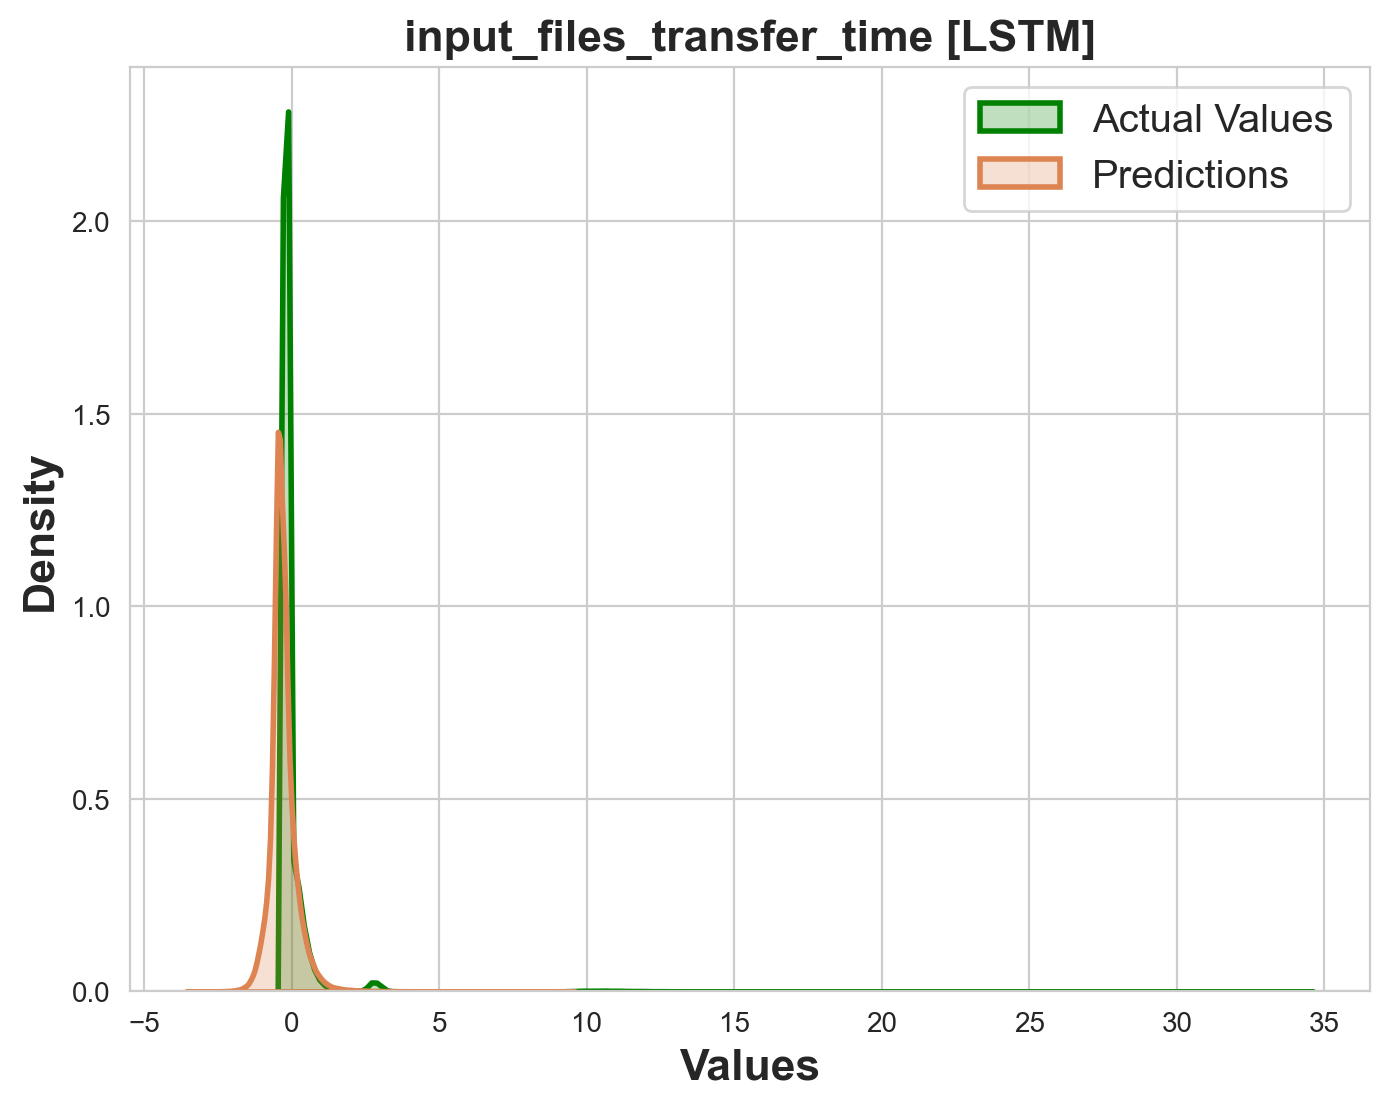 input_files_transfer_time [LSTM]
Actual Values
Predictions
Density
2.0
1.5
1.0
0.5
0.0
−5 0 5 10 15 20 25 30 35
Values